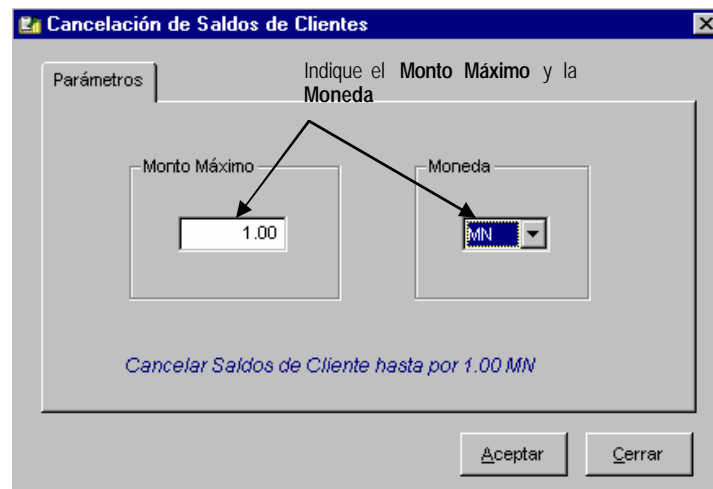 Cancelación de Saldos de Clientes
Parámetros
Indique el Monto Máximo y la
Moneda
Monto Máximo
Moneda
1.00
MN
Cancelar Saldos de Cliente hasta por 1.00 MN
Aceptar
Cerrar